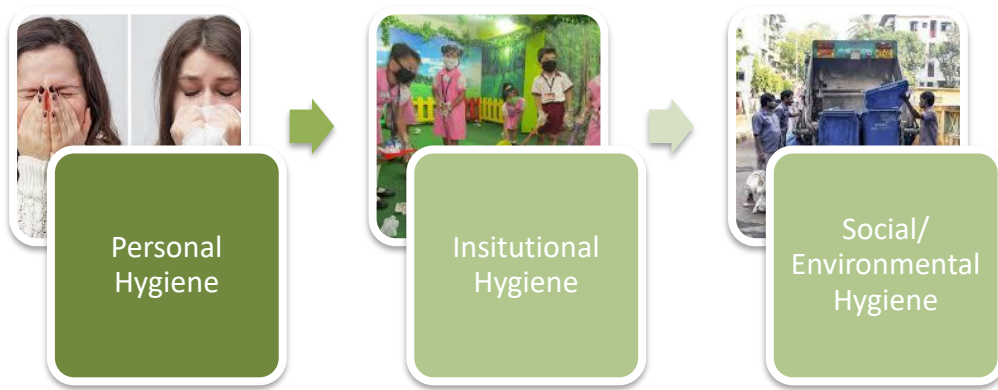 Personal
Hygiene
Insitutional
Hygiene
Social/
Environmental
Hygiene